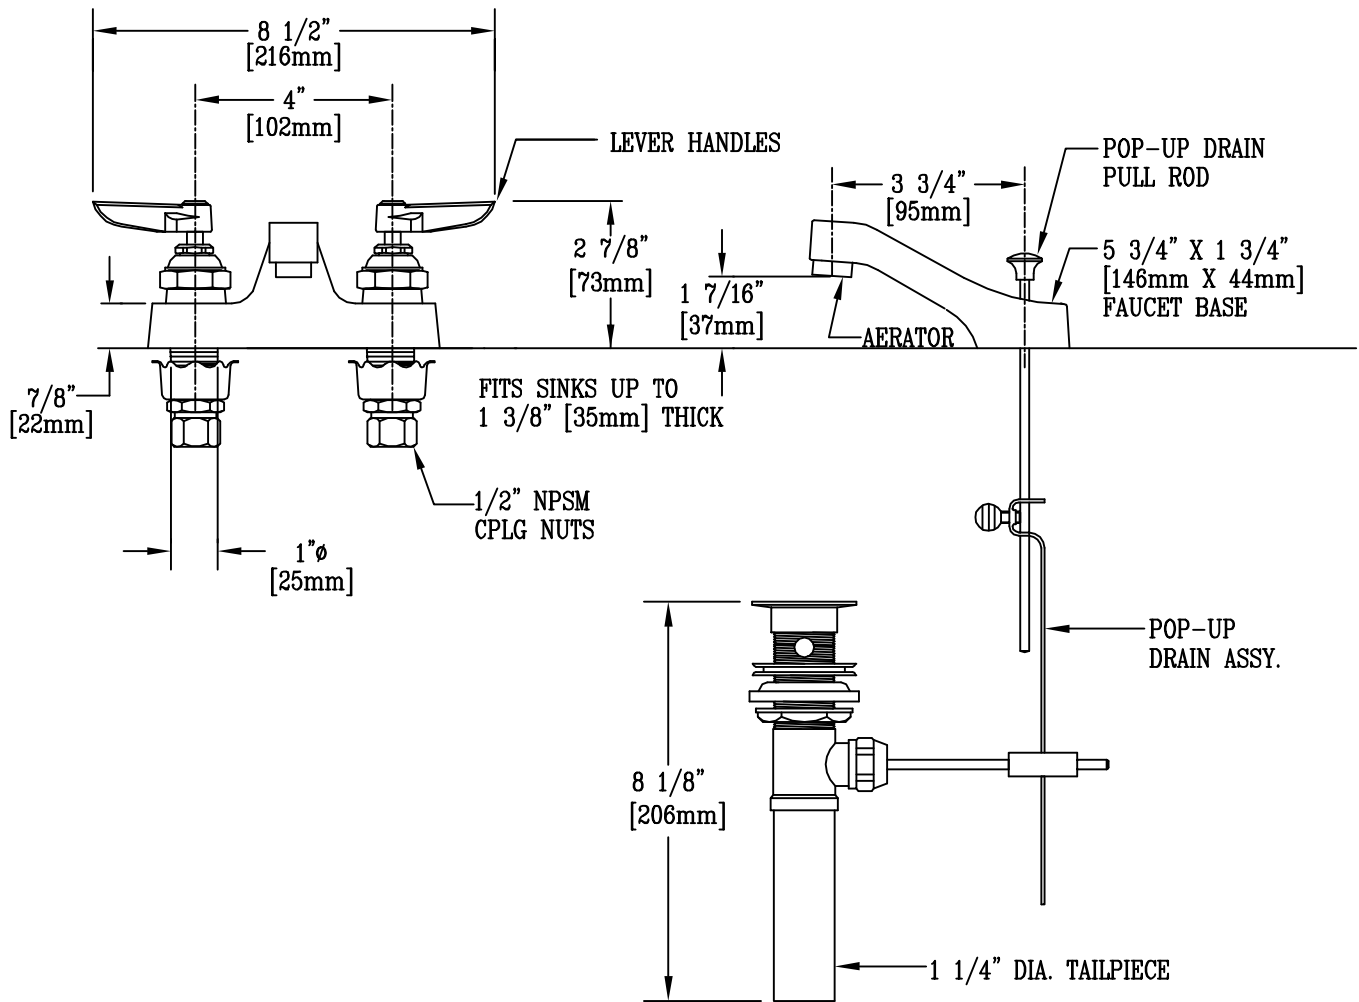 8 1/2"
[216mm]
4"
[102mm]
LEVER HANDLES
2 7/8"
[73mm]
7/8"
[22mm]
FITS SINKS UP TO
1 3/8" [35mm] THICK
1/2" NPSM
CPLG NUTS
1"ø
[25mm]
3 3/4"
[95mm]
POP-UP DRAIN
PULL ROD
5 3/4" X 1 3/4"
[146mm X 44mm]
FAUCET BASE
1 7/16"
[37mm]
AERATOR
POP-UP
DRAIN ASSY.
8 1/8"
[206mm]
1 1/4" DIA. TAILPIECE